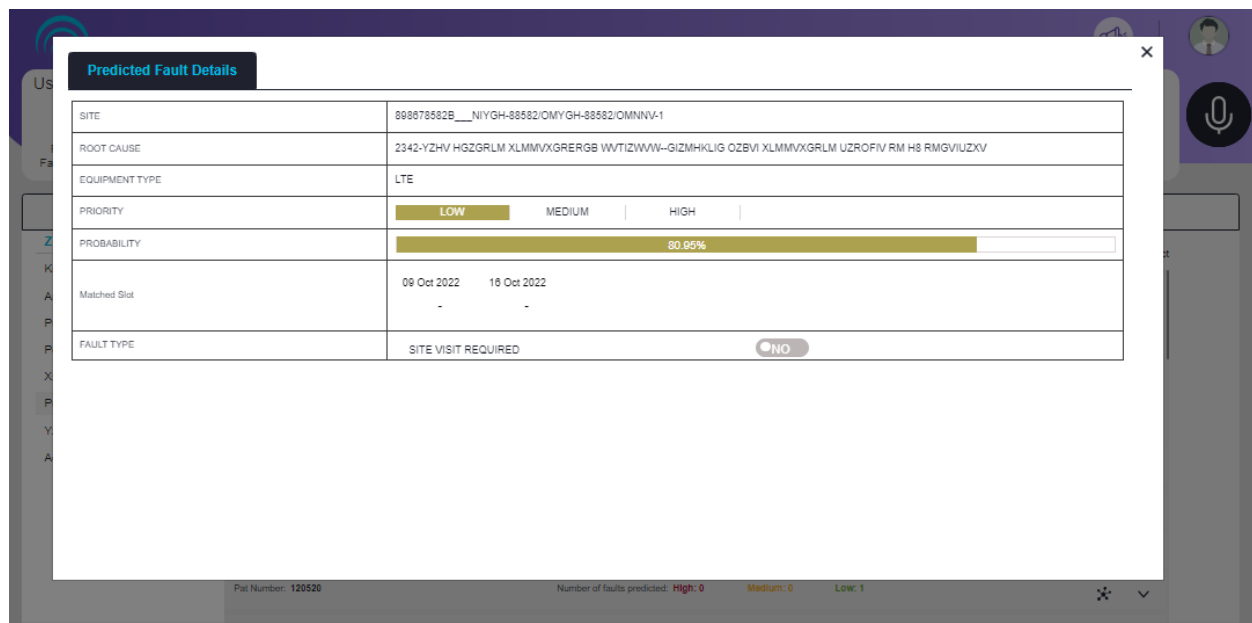 Us
Predicted Fault Details
×
SITE 898678582B___NIYGH-88582/OMYGH-88582/OMNNV-1
ROOT CAUSE 2342-YZHV HGZGRLM XLMMVXGRERGB WVTIZWVW--GIZMHKLIG OZBVI XLMMVXGRLM UZROFIV RM H8 RMGVIUZXV
Fa
EQUIPMENT TYPE LTE
PRIORITY LOW MEDIUM HIGH
Z
PROBABILITY 80.95%
ct
K
A
Matched Slot 09 Oct 2022 16 Oct 2022
- -
P
P
FAULT TYPE SITE VISIT REQUIRED NO
X
P
Y
A
Pat Number: 120520 Number of faults predicted: High: 0 Medium: 0 Low: 1